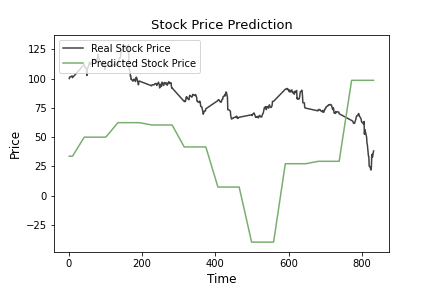 Stock Price Prediction
Real Stock Price
Predicted Stock Price
125
100
75
50
25
0
−25
Price
0 200 400 600 800
Time